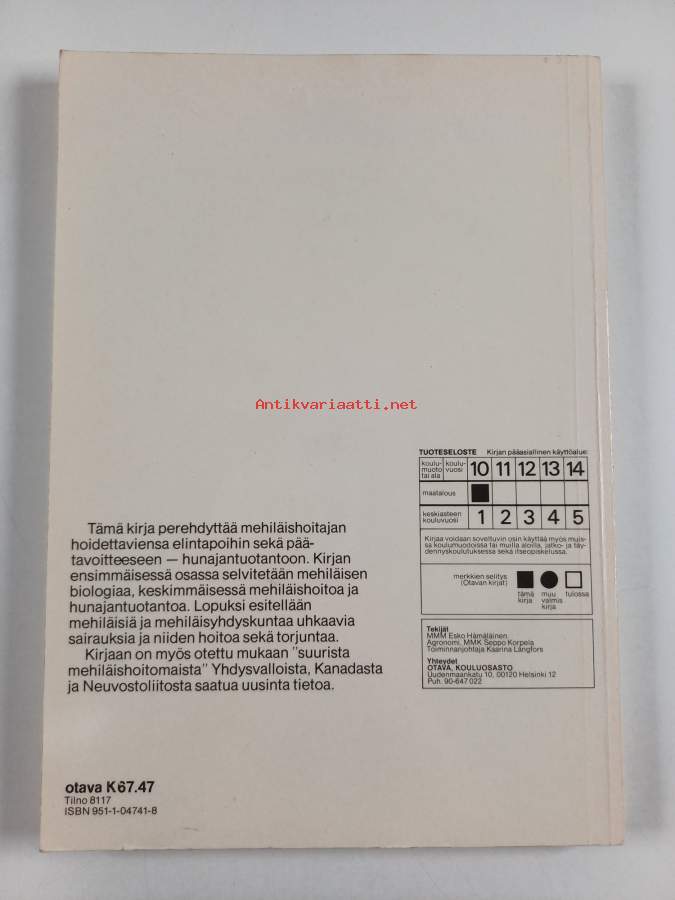 Antikvariaatti.net
TUOTESELOSTE Kirjan pääasiallinen käyttöalue:
koulu-
muoto
tai ala
koulu-
vuosi
10 11 12 13 14
maatalous
keskiasteen
kouluvuosi
1 2 3 4 5
Kirjaa voidaan soveltuvin osin käyttää myös muis-
sa koulumuodoissa tai muilla aloilla, jatko- ja täy-
dennyskoulutuksessa sekä itseopiskelussa.
merkkien selitys
(Otavan kirjat)
tämä
kirja
muu
valmis
kirja
tulossa
Tekijät
MMM Esko Hämäläinen
Agronomi, MMK Seppo Korpela
Toiminnanjohtaja Kaarina Långfors
Yhteydet
OTAVA, KOULUOSASTO
Uudenmaankatu 10, 00120 Helsinki 12
Puh. 90-647 022
Tämä kirja perehdyttää mehiläishoitajan
hoidettaviensa elintapoihin sekä pää-
tavoitteeseen — hunajantuotantoon. Kirjan
ensimmäisessä osassa selvitetään mehiläisen
biologiaa, keskimmäisessä mehiläishoitoa ja
hunajantuotantoa. Lopuksi esitellään
mehiläisiä ja mehiläisyhdyskuntaa uhkaavia
sairauksia ja niiden hoitoa sekä torjuntaa.
Kirjaan on myös otettu mukaan "suurista
mehiläishoitomaista" Yhdysvalloista, Kanadasta
ja Neuvostoliitosta saatua uusinta tietoa.
otava K67.47
Tilno 8117
ISBN 951-1-04741-8